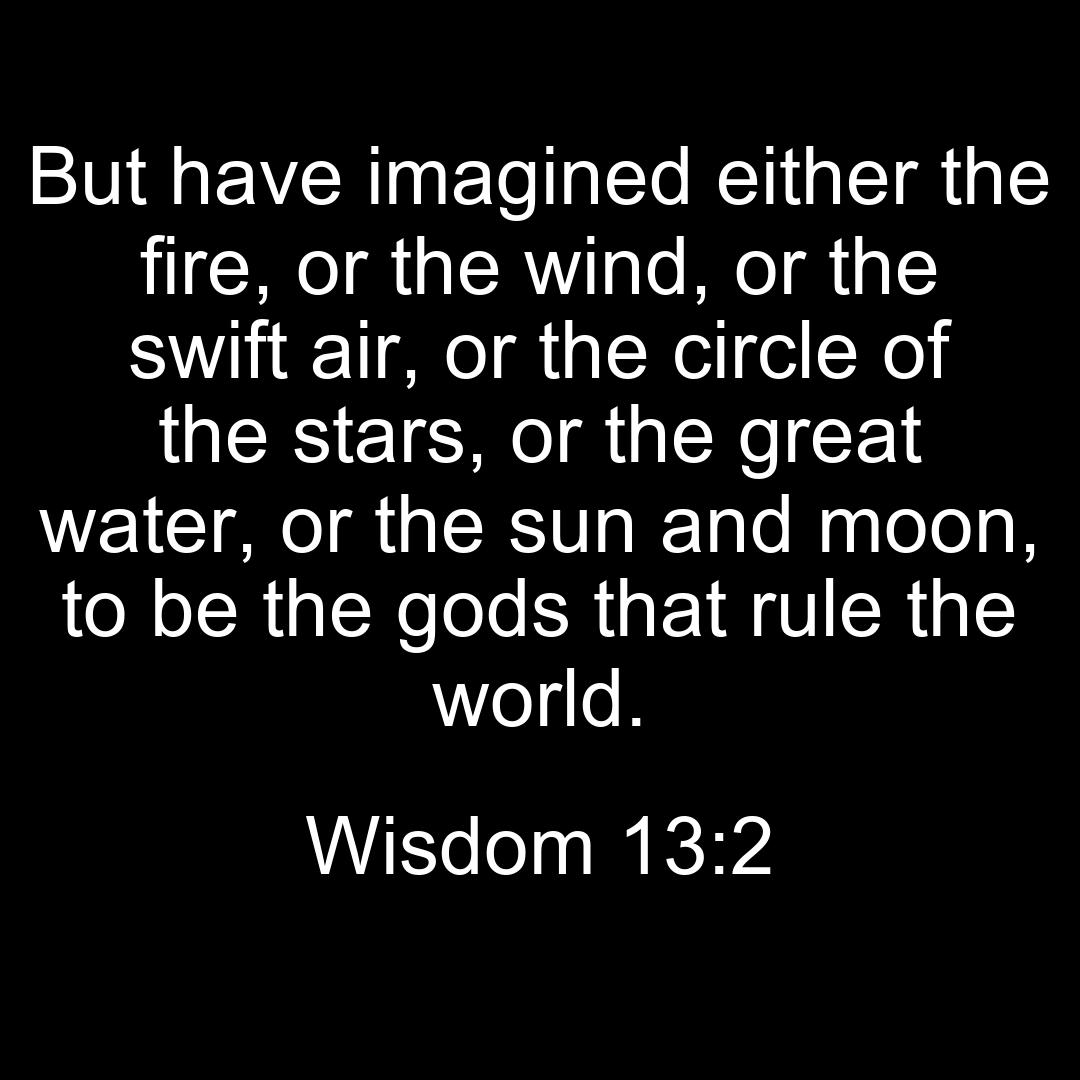 But have imagined either the
fire, or the wind, or the
swift air, or the circle of
the stars, or the great
water, or the sun and moon,
to be the gods that rule the
world.
Wisdom 13:2